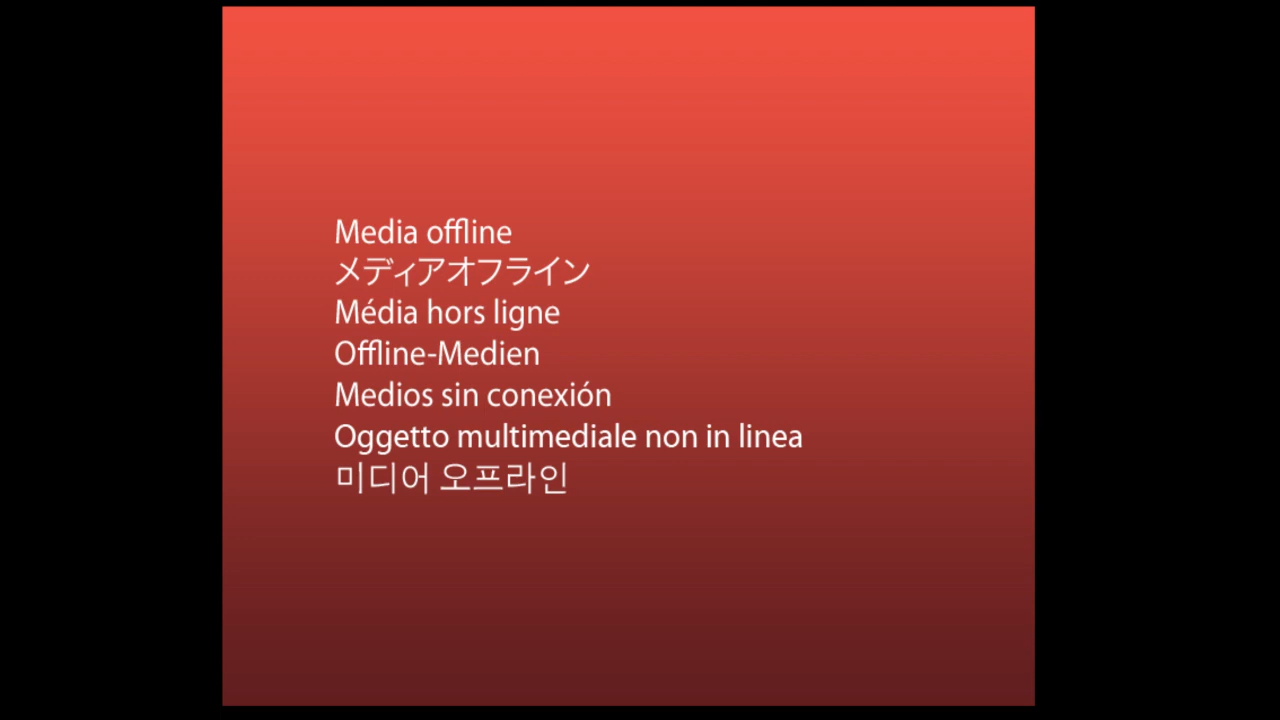 Media offline
メディアオフライン
Média hors ligne
Offline-Medien
Medios sin conexión
Oggetto multimediale non in linea
미디어 오프라인